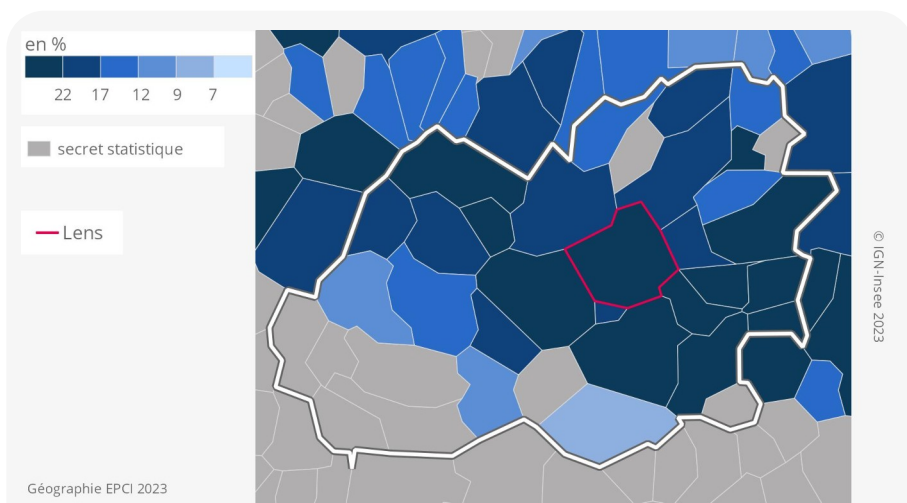 en %
22 17 12 9 7
secret statistique
Lens
© IGN-Insee 2023
Géographie EPCI 2023